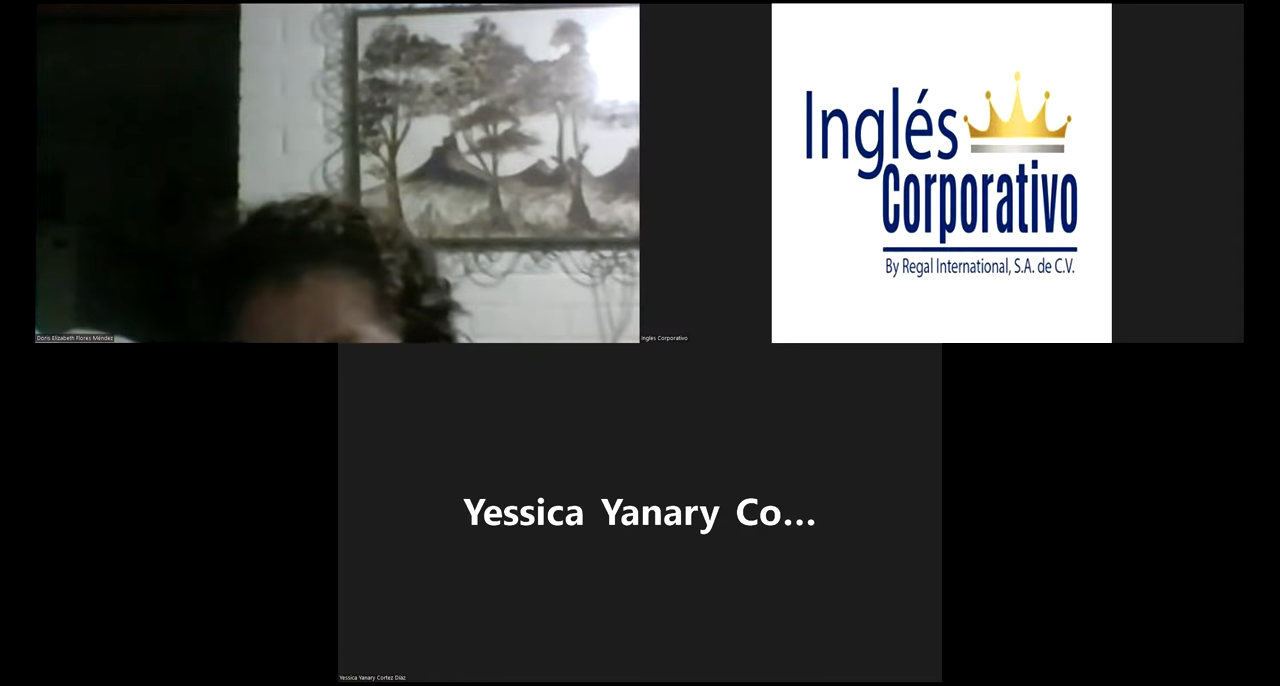 Inglés
Corporativo
By Regal International, S.A. de C.V.
Doris Elizabeth Flores Méndez
Ingles Corporativo
Yessica Yanary Co...
Yessica Yanary Cortez Díaz